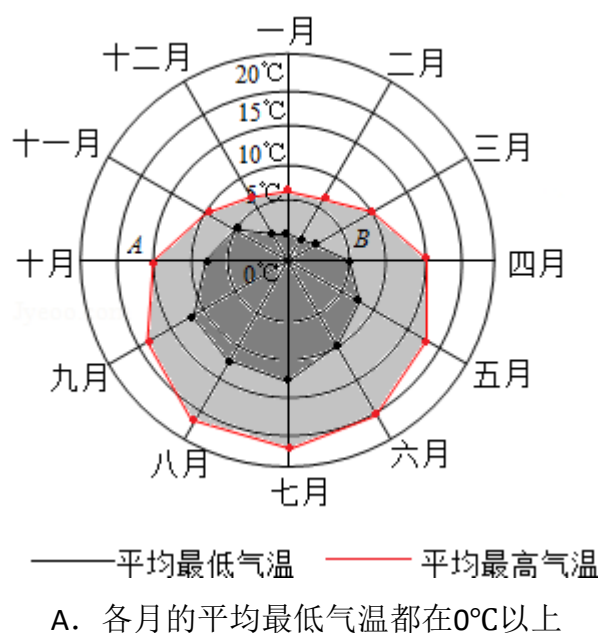 一月
二月
三月
四月
五月
六月
七月
八月
九月
十月
十一月
十二月
20℃
15℃
10℃
5℃
0℃
A
B
平均最低气温 平均最高气温
A．各月的平均最低气温都在0℃以上